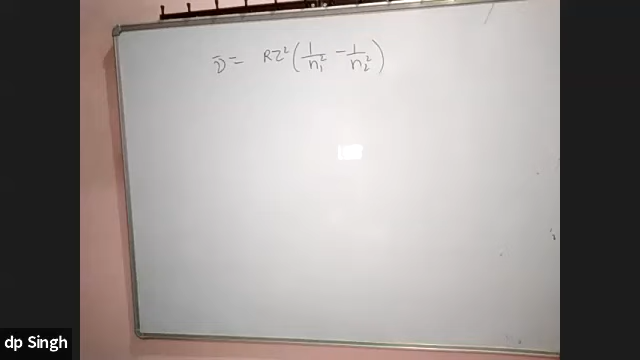 ν̄ = RZ² ( 1/n₁² − 1/n₂² )
dp Singh